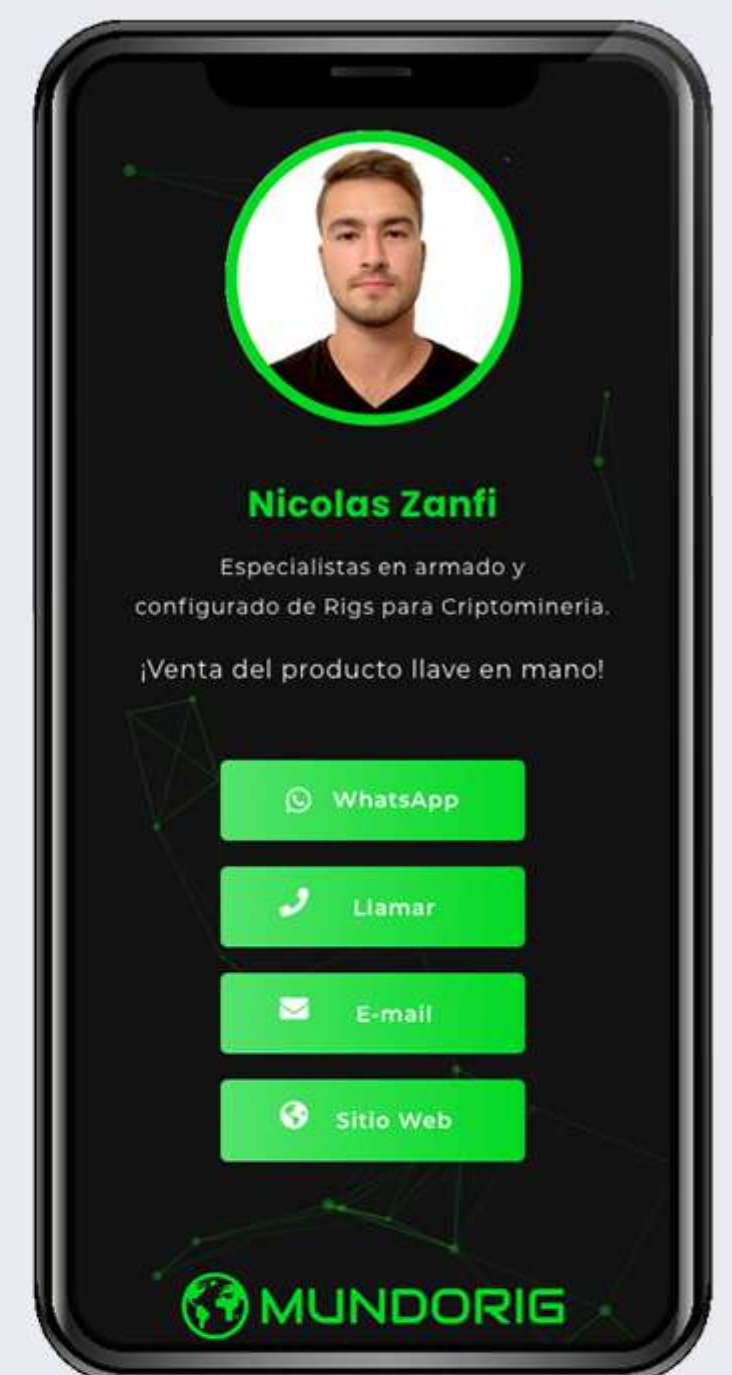 Nicolas Zanfi
Especialistas en armado y
configurado de Rigs para Criptomineria.
¡Venta del producto llave en mano!
WhatsApp
Llamar
E-mail
Sitio Web
MUNDORIG